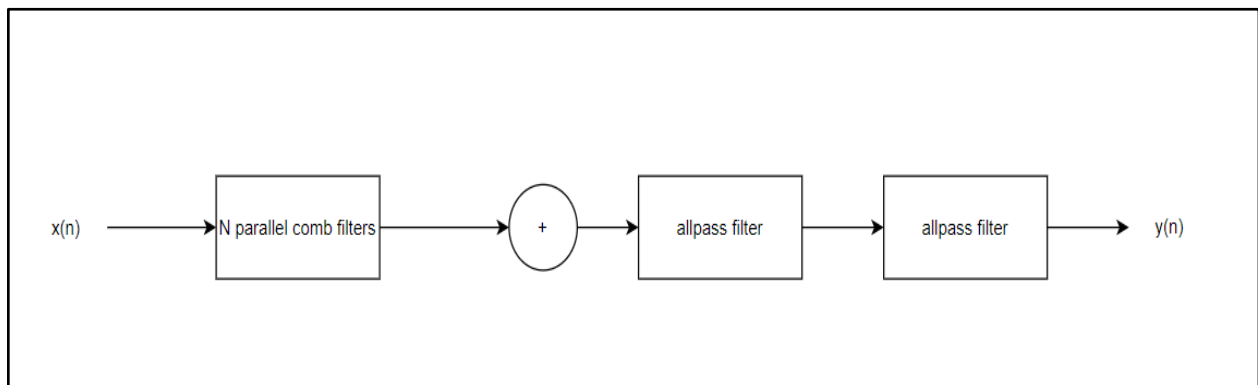 x(n)
N parallel comb filters
+
allpass filter
allpass filter
y(n)